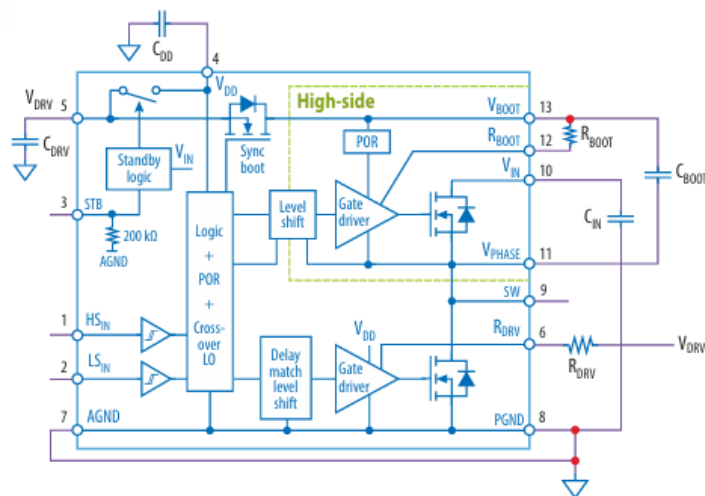 C_DD
4
V_DD
V_DRV
5
High-side
V_BOOT
13
C_DRV
POR
R_BOOT
12
R_BOOT
Sync
boot
Standby
logic
V_IN
V_IN
10
C_BOOT
3
STB
Level
shift
Gate
driver
C_IN
200 kΩ
AGND
Logic
+
POR
+
Cross-
over
LO
V_PHASE
11
SW
9
1
HS_IN
V_DD
R_DRV
6
V_DRV
R_DRV
2
LS_IN
Delay
match
level
shift
Gate
driver
7
AGND
PGND
8